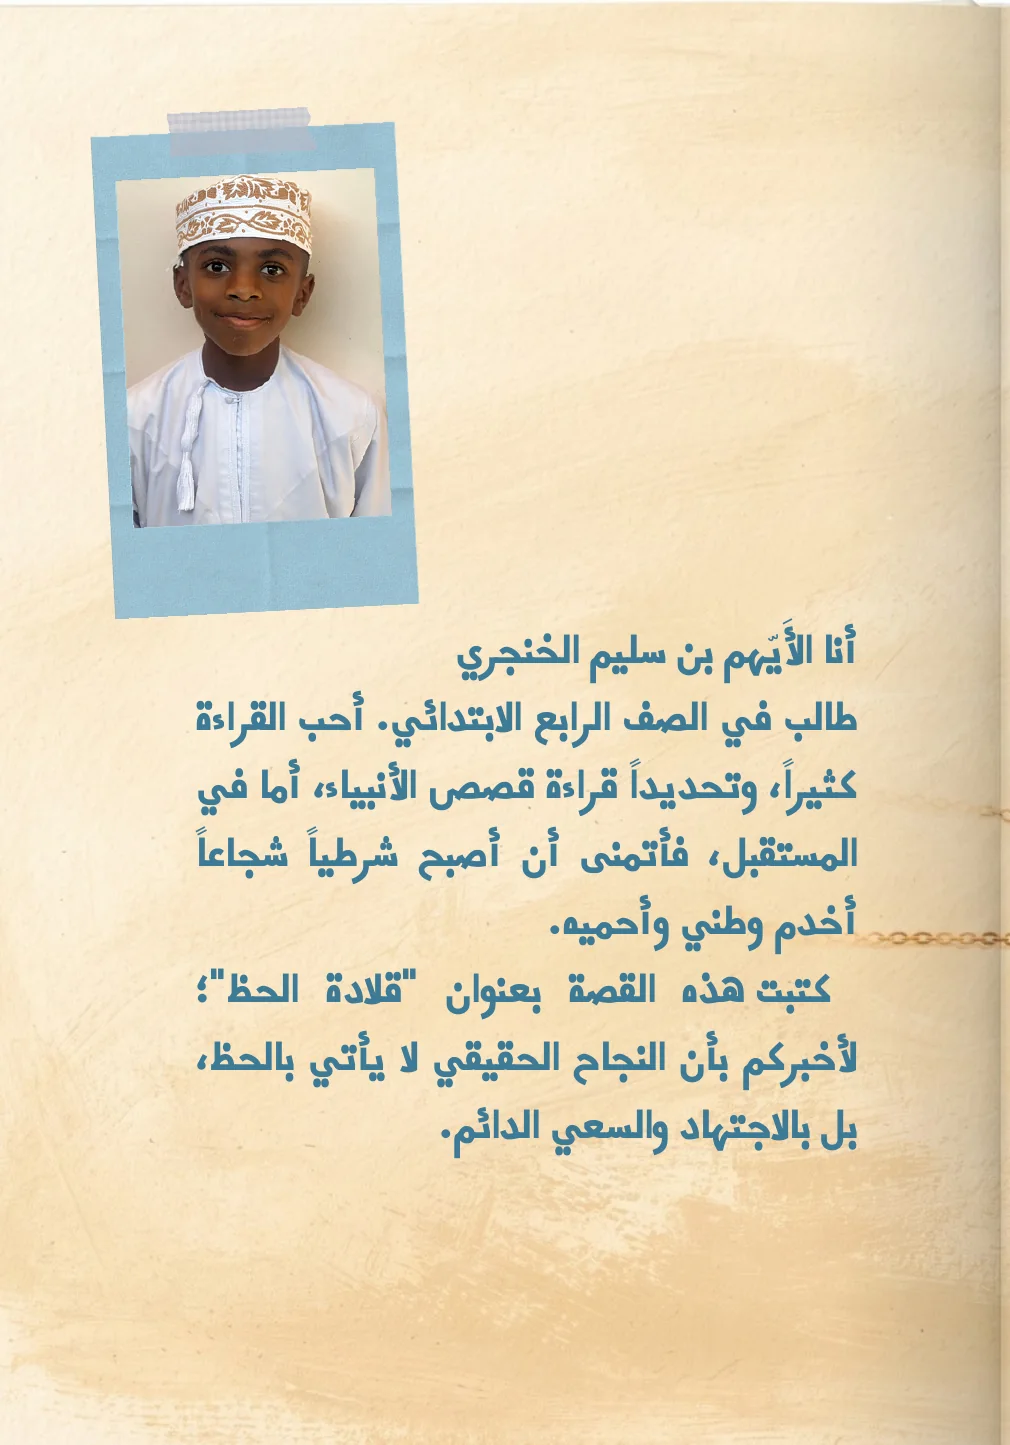 أنا الأَيّهم بن سليم الخنجري
طالب في الصف الرابع الابتدائي. أحب القراءة
كثيراً، وتحديداً قراءة قصص الأنبياء، أما في
المستقبل، فأتمنى أن أصبح شرطياً شجاعاً
أخدم وطني وأحميه.
كتبت هذه القصة بعنوان "قلادة الحظ"؛
لأخبركم بأن النجاح الحقيقي لا يأتي بالحظ،
بل بالاجتهاد والسعي الدائم.